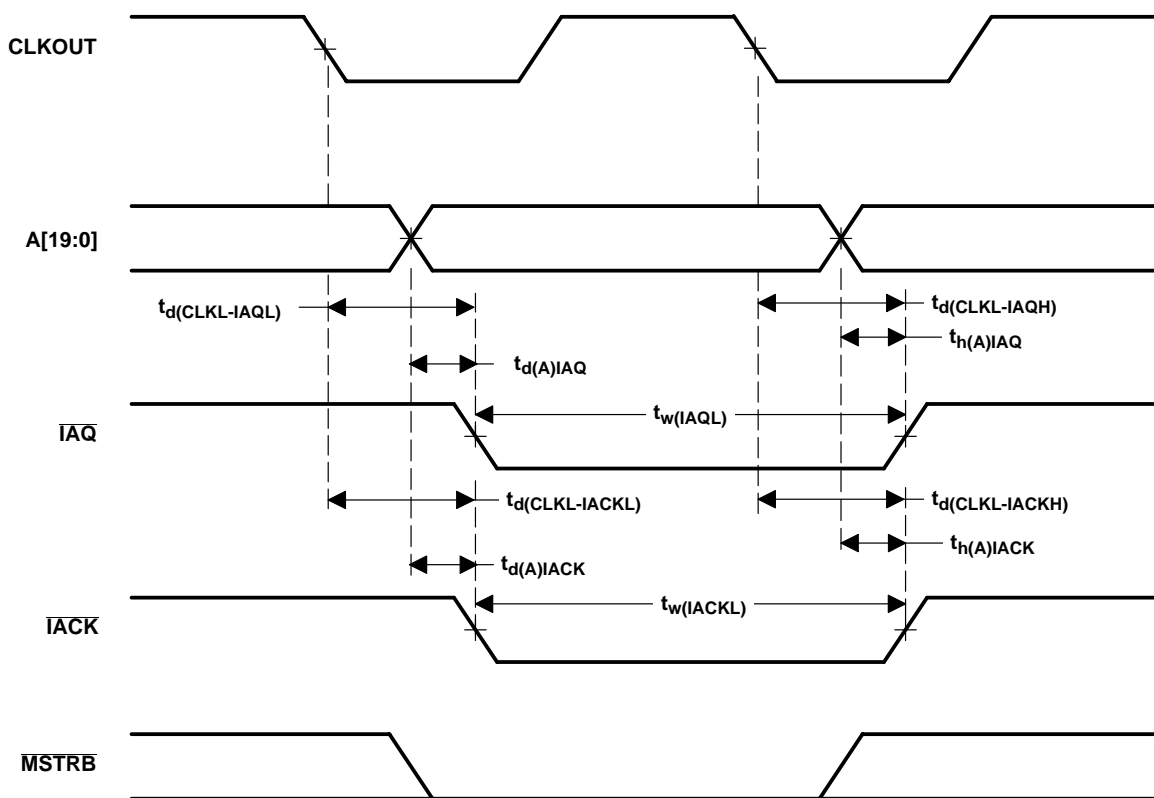 CLKOUT
A[19:0]
td(CLKL-IAQL)
td(CLKL-IAQH)
th(A)IAQ
td(A)IAQ
tw(IAQL)
IAQ
td(CLKL-IACKL)
td(CLKL-IACKH)
th(A)IACK
td(A)IACK
tw(IACKL)
IACK
MSTRB